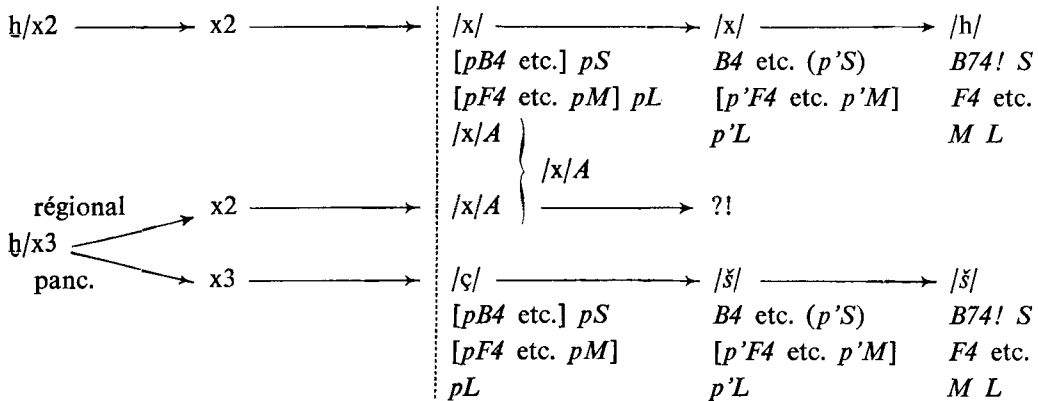 ẖ/x2 ⟶ x2 ⟶ /x/ ⟶ /x/ ⟶ /h/
[pB4 etc.] pS B4 etc. (p'S) B74! S
[pF4 etc. pM] pL [p'F4 etc. p'M] F4 etc.
/x/A p'L M L
/x/A
régional x2 ⟶ /x/A ⟶ ?!
ẖ/x3
panc. x3 ⟶ /ç/ ⟶ /š/ ⟶ /š/
[pB4 etc.] pS B4 etc. (p'S) B74! S
[pF4 etc. pM] [p'F4 etc. p'M] F4 etc.
pL p'L M L